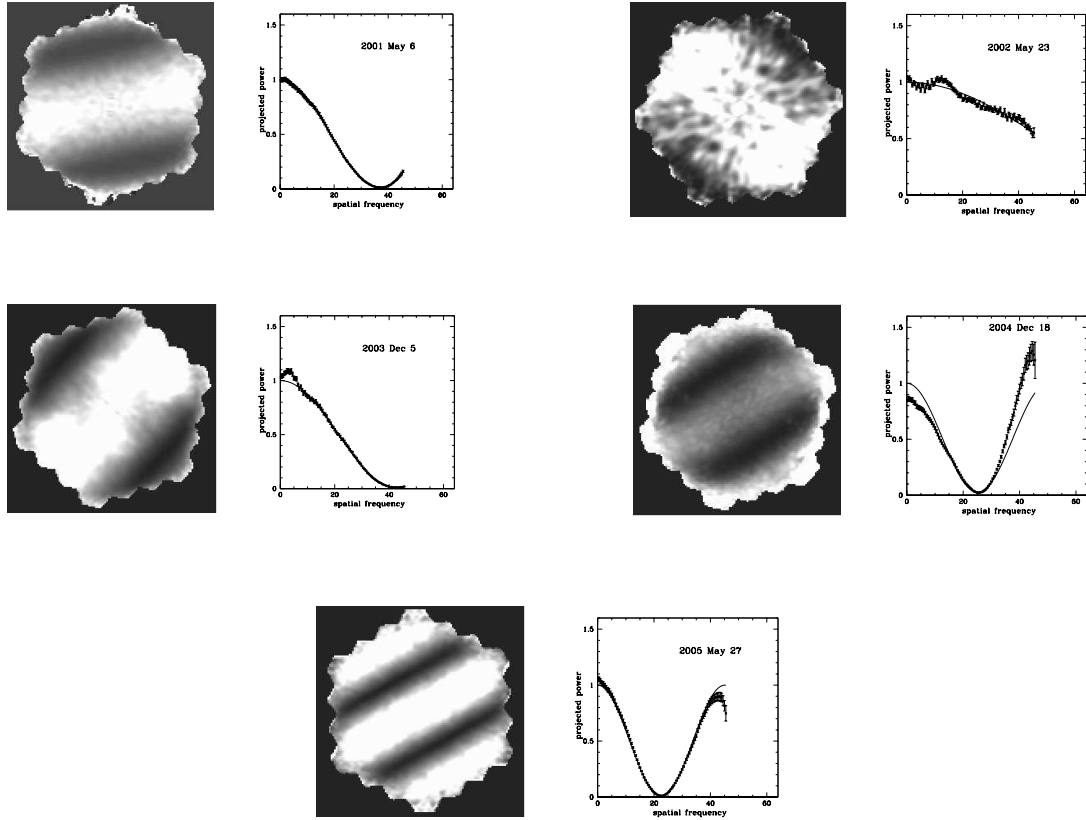 2001 May 6
projected power
1.5
1
0.5
0
0 20 40 60
spatial frequency
2002 May 23
projected power
1.5
1
0.5
0
0 20 40 60
spatial frequency
2003 Dec 5
projected power
1.5
1
0.5
0
0 20 40 60
spatial frequency
2004 Dec 18
projected power
1.5
1
0.5
0
0 20 40 60
spatial frequency
2005 May 27
projected power
1.5
1
0.5
0
0 20 40 60
spatial frequency